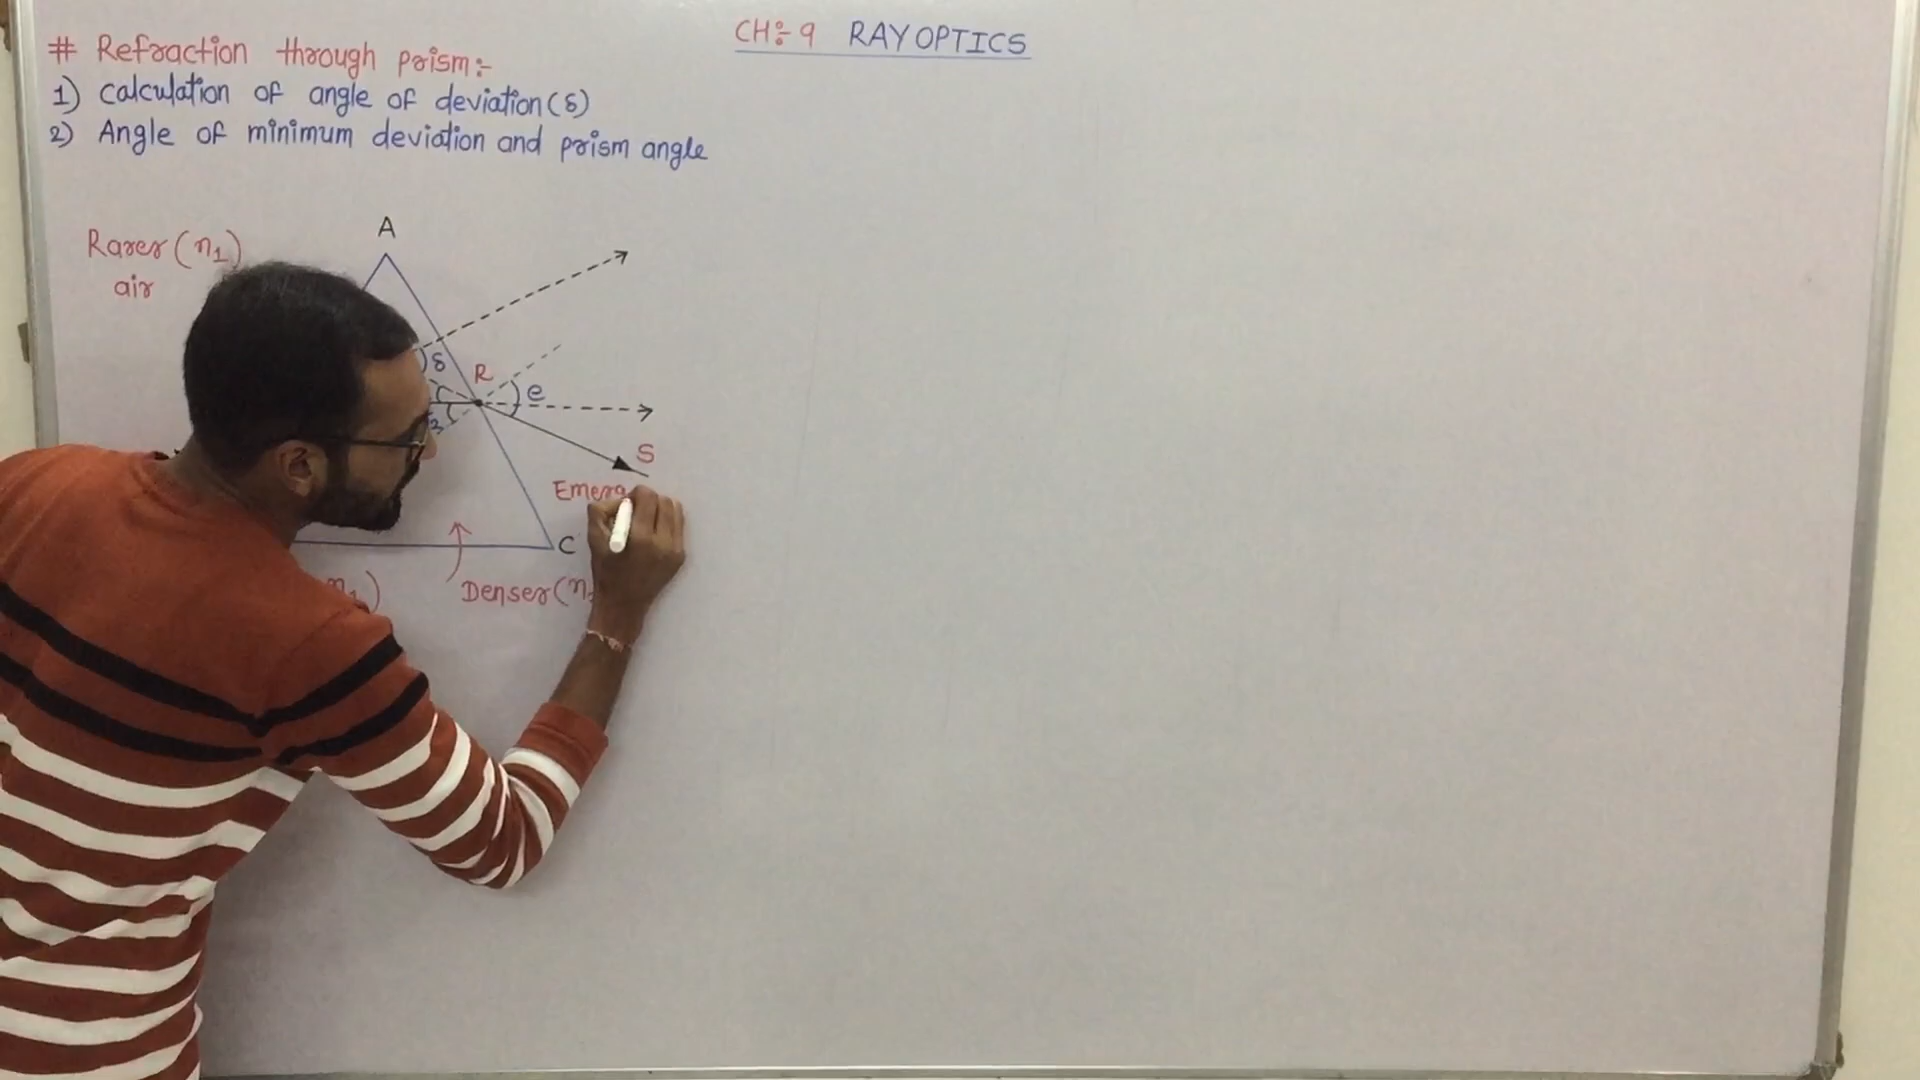 CH:- 9 RAY OPTICS
# Refraction through prism:-
1) Calculation of angle of deviation (δ)
2) Angle of minimum deviation and prism angle
A
Rarer (n1)
air
δ
R
e
S
Emerg
C
Denser (n